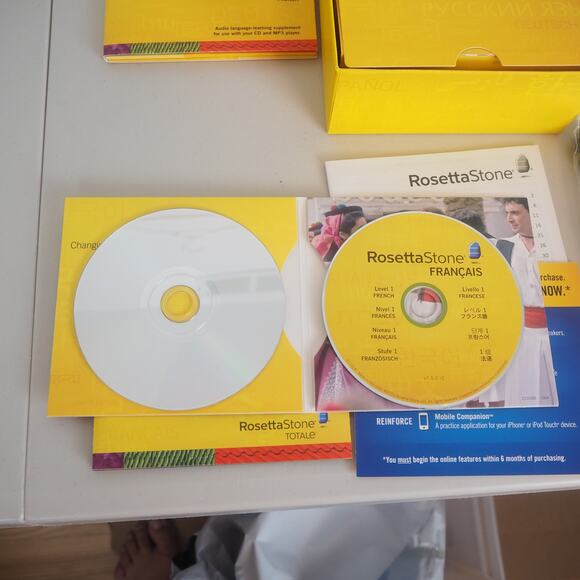 Audio language-learning supplement
for use with your CD and MP3 player.
РУССКИЙ ЯЗ
RosettaStone
Changi
RosettaStone
FRANÇAIS
Level 1
FRENCH
Livello 1
FRANCESE
Nivel 1
FRANCÉS
レベル 1
フランス語
Niveau 1
FRANÇAIS
단계 1
프랑스어
Stufe 1
FRANZÖSISCH
1 级
法语
chase.
NOW.*
akers.
RosettaStone
TOTALe
REINFORCE
Mobile Companion™
A practice application for your iPhone® or iPod Touch® device.
*You must begin the online features within 6 months of purchasing.